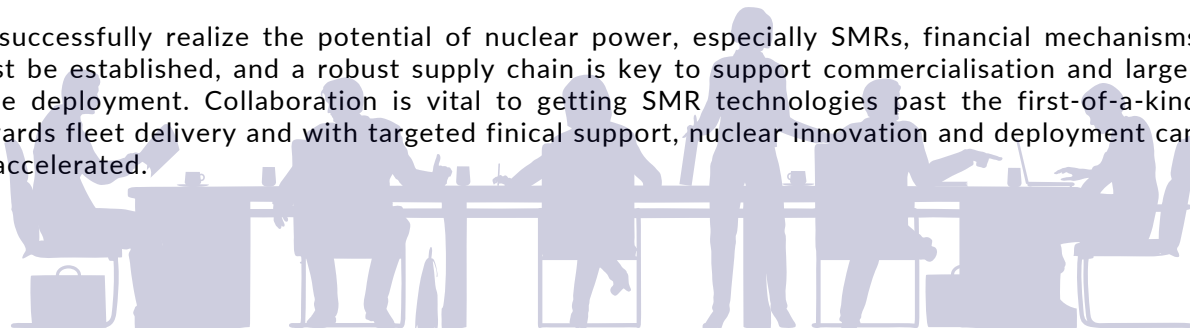 successfully realize the potential of nuclear power, especially SMRs, financial mechanisms
st be established, and a robust supply chain is key to support commercialisation and large
e deployment. Collaboration is vital to getting SMR technologies past the first-of-a-kind
ards fleet delivery and with targeted finical support, nuclear innovation and deployment can
accelerated.